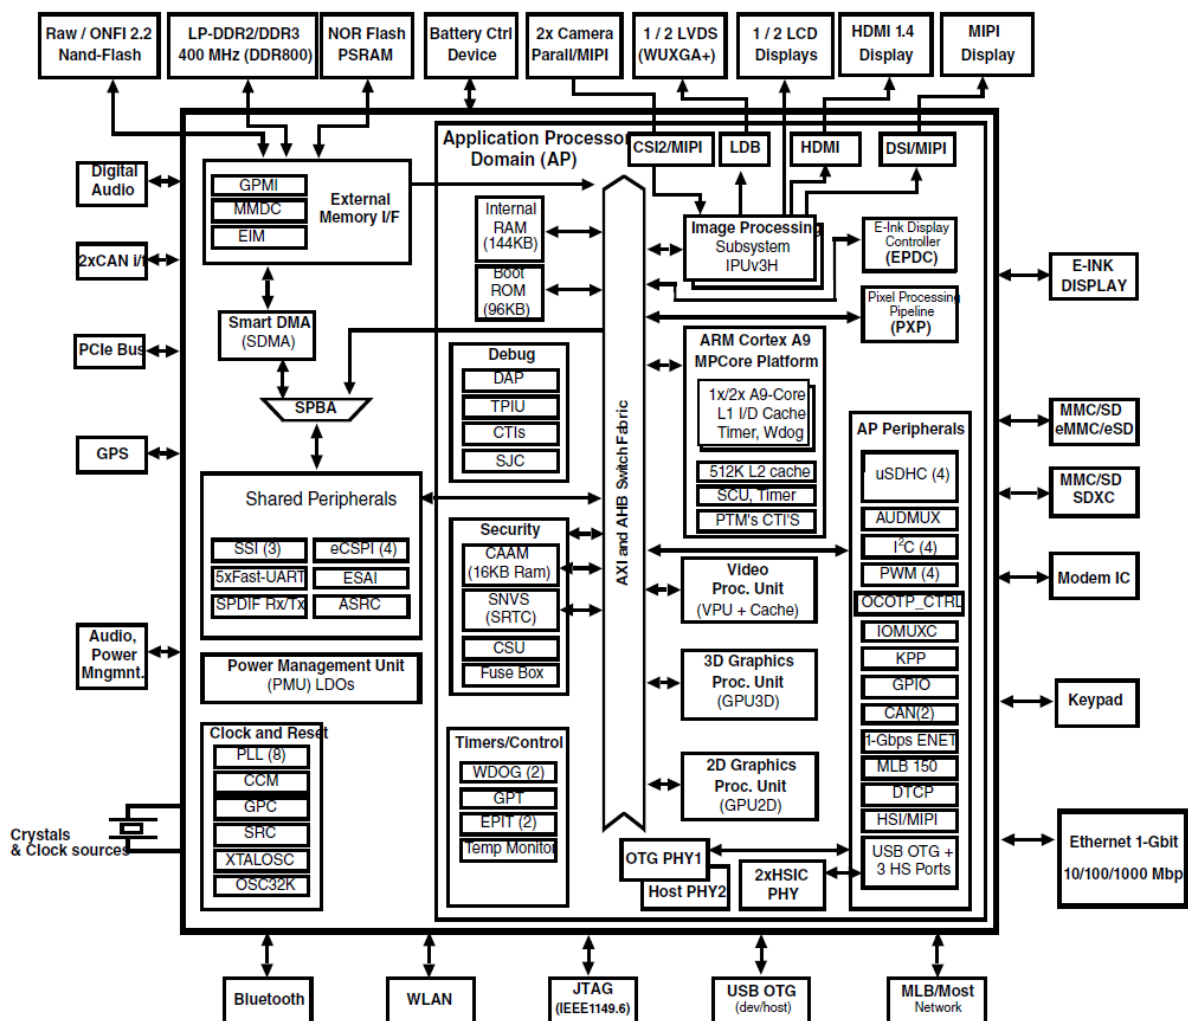 Raw / ONFI 2.2
Nand-Flash
LP-DDR2/DDR3
400 MHz (DDR800)
NOR Flash
PSRAM
Battery Ctrl
Device
2x Camera
Parall/MIPI
1 / 2 LVDS
(WUXGA+)
1 / 2 LCD
Displays
HDMI 1.4
Display
MIPI
Display
Application Processor
Domain (AP)
CSI2/MIPI
LDB
HDMI
DSI/MIPI
Digital
Audio
2xCAN i/f
PCIe Bus
GPS
Audio,
Power
Mngmnt.
Crystals
& Clock sources
GPMI
MMDC
EIM
External
Memory I/F
Smart DMA
(SDMA)
SPBA
Shared Peripherals
SSI (3)
eCSPI (4)
5xFast-UART
ESAI
SPDIF Rx/Tx
ASRC
Power Management Unit
(PMU) LDOs
Clock and Reset
PLL (8)
CCM
GPC
SRC
XTALOSC
OSC32K
Internal
RAM
(144KB)
Boot
ROM
(96KB)
Debug
DAP
TPIU
CTIs
SJC
Security
CAAM
(16KB Ram)
SNVS
(SRTC)
CSU
Fuse Box
Timers/Control
WDOG (2)
GPT
EPIT (2)
Temp Monitor
AXI and AHB Switch Fabric
Image Processing
Subsystem
IPUv3H
E-Ink Display
Controller
(EPDC)
Pixel Processing
Pipeline
(PXP)
ARM Cortex A9
MPCore Platform
1x/2x A9-Core
L1 I/D Cache
Timer, Wdog
512K L2 cache
SCU, Timer
PTM's CTI'S
Video
Proc. Unit
(VPU + Cache)
3D Graphics
Proc. Unit
(GPU3D)
2D Graphics
Proc. Unit
(GPU2D)
OTG PHY1
Host PHY2
2xHSIC
PHY
AP Peripherals
uSDHC (4)
AUDMUX
I2C (4)
PWM (4)
OCOTP_CTRL
IOMUXC
KPP
GPIO
CAN(2)
1-Gbps ENET
MLB 150
DTCP
HSI/MIPI
USB OTG +
3 HS Ports
E-INK
DISPLAY
MMC/SD
eMMC/eSD
MMC/SD
SDXC
Modem IC
Keypad
Ethernet 1-Gbit
10/100/1000 Mbp
Bluetooth
WLAN
JTAG
(IEEE1149.6)
USB OTG
(dev/host)
MLB/Most
Network